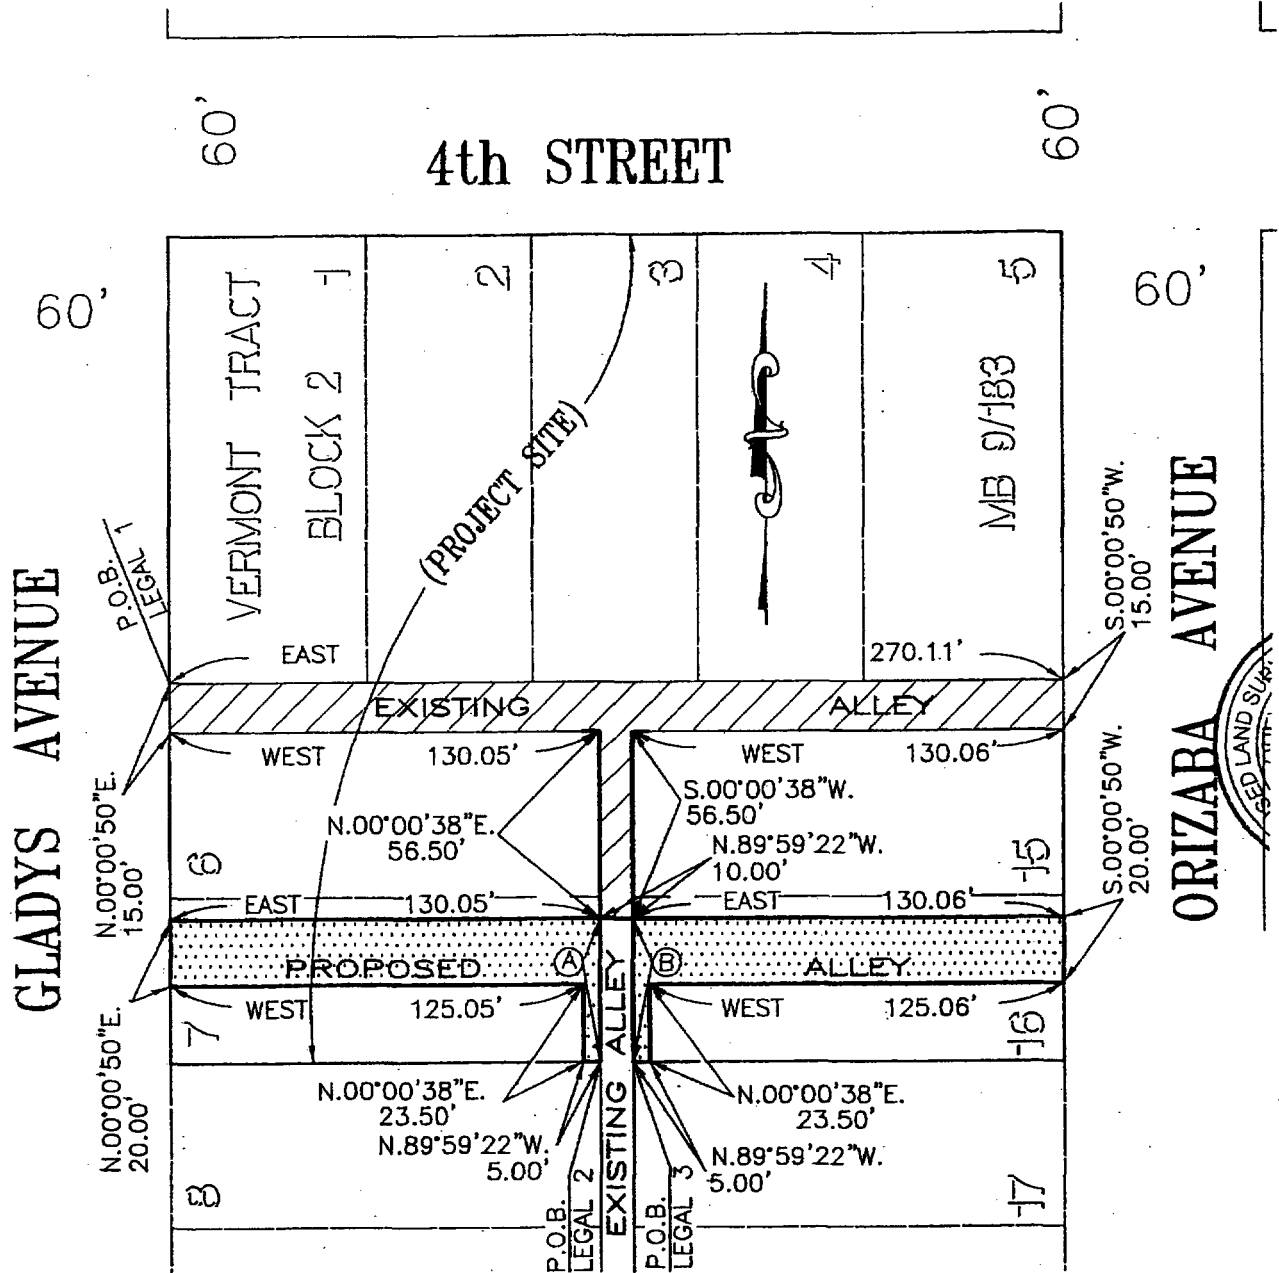 60'
60'
4th STREET
60'
60'
1
2
3
4
5
VERMONT TRACT
BLOCK 2
MB 9/183
(PROJECT SITE)
P.O.B.
LEGAL 1
GLADYS AVENUE
ORIZABA AVENUE
S.00°00'50"W.
15.00'
EAST
270.11'
EXISTING
ALLEY
WEST
130.05'
WEST
130.06'
N.00°00'50"E.
15.00'
S.00°00'50"W.
20.00'
N.00°00'38"E.
56.50'
S.00°00'38"W.
56.50'
N.89°59'22"W.
10.00'
6
15
EAST
130.05'
EAST
130.06'
A
B
PROPOSED
ALLEY
WEST
125.05'
WEST
125.06'
7
16
N.00°00'50"E.
20.00'
N.00°00'38"E.
23.50'
N.00°00'38"E.
23.50'
N.89°59'22"W.
5.00'
N.89°59'22"W.
5.00'
EXISTING ALLEY
8
17
P.O.B.
LEGAL 2
P.O.B.
LEGAL 3
LAND